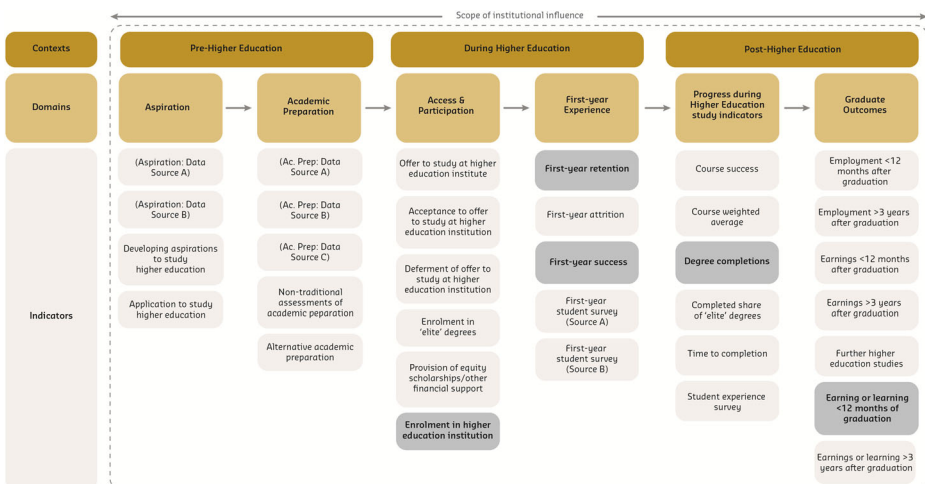 Scope of institutional influence
Contexts
Pre-Higher Education
During Higher Education
Post-Higher Education
Domains
Aspiration
Academic
Preparation
Access &
Participation
First-year
Experience
Progress during
Higher Education
study indicators
Graduate
Outcomes
Indicators
(Aspiration: Data
Source A)
(Aspiration: Data
Source B)
Developing aspirations
to study
higher education
Application to study
higher education
(Ac. Prep: Data
Source A)
(Ac. Prep: Data
Source B)
(Ac. Prep: Data
Source C)
Non-traditional
assessments of
academic peparation
Alternative academic
preparation
Offer to study at higher
education institute
Acceptance to offer
to study at higher
education institution
Deferment of offer to
study at higher
education institution
Enrolment in
'elite' degrees
Provision of equity
scholarships/other
financial support
Enrolment in higher
education institution
First-year retention
First-year attrition
First-year success
First-year
student survey
(Source A)
First-year
student survey
(Source B)
Course success
Course weighted
average
Degree completions
Completed share
of 'elite' degrees
Time to completion
Student experience
survey
Employment <12
months after
graduation
Employment >3 years
after graduation
Earnings <12 months
after graduation
Earnings >3 years
after graduation
Further higher
education studies
Earning or learning
<12 months of
graduation
Earnings or learning >3
years after graduation